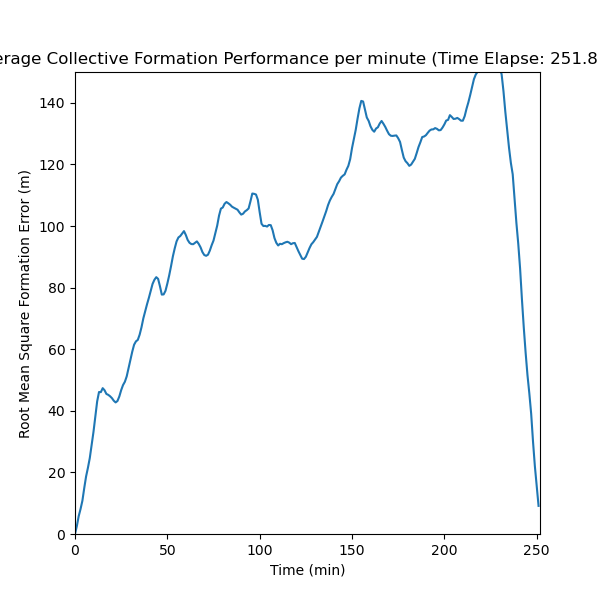 erage Collective Formation Performance per minute (Time Elapse: 251.8
140
120
100
80
60
40
20
0
Root Mean Square Formation Error (m)
0 50 100 150 200 250
Time (min)